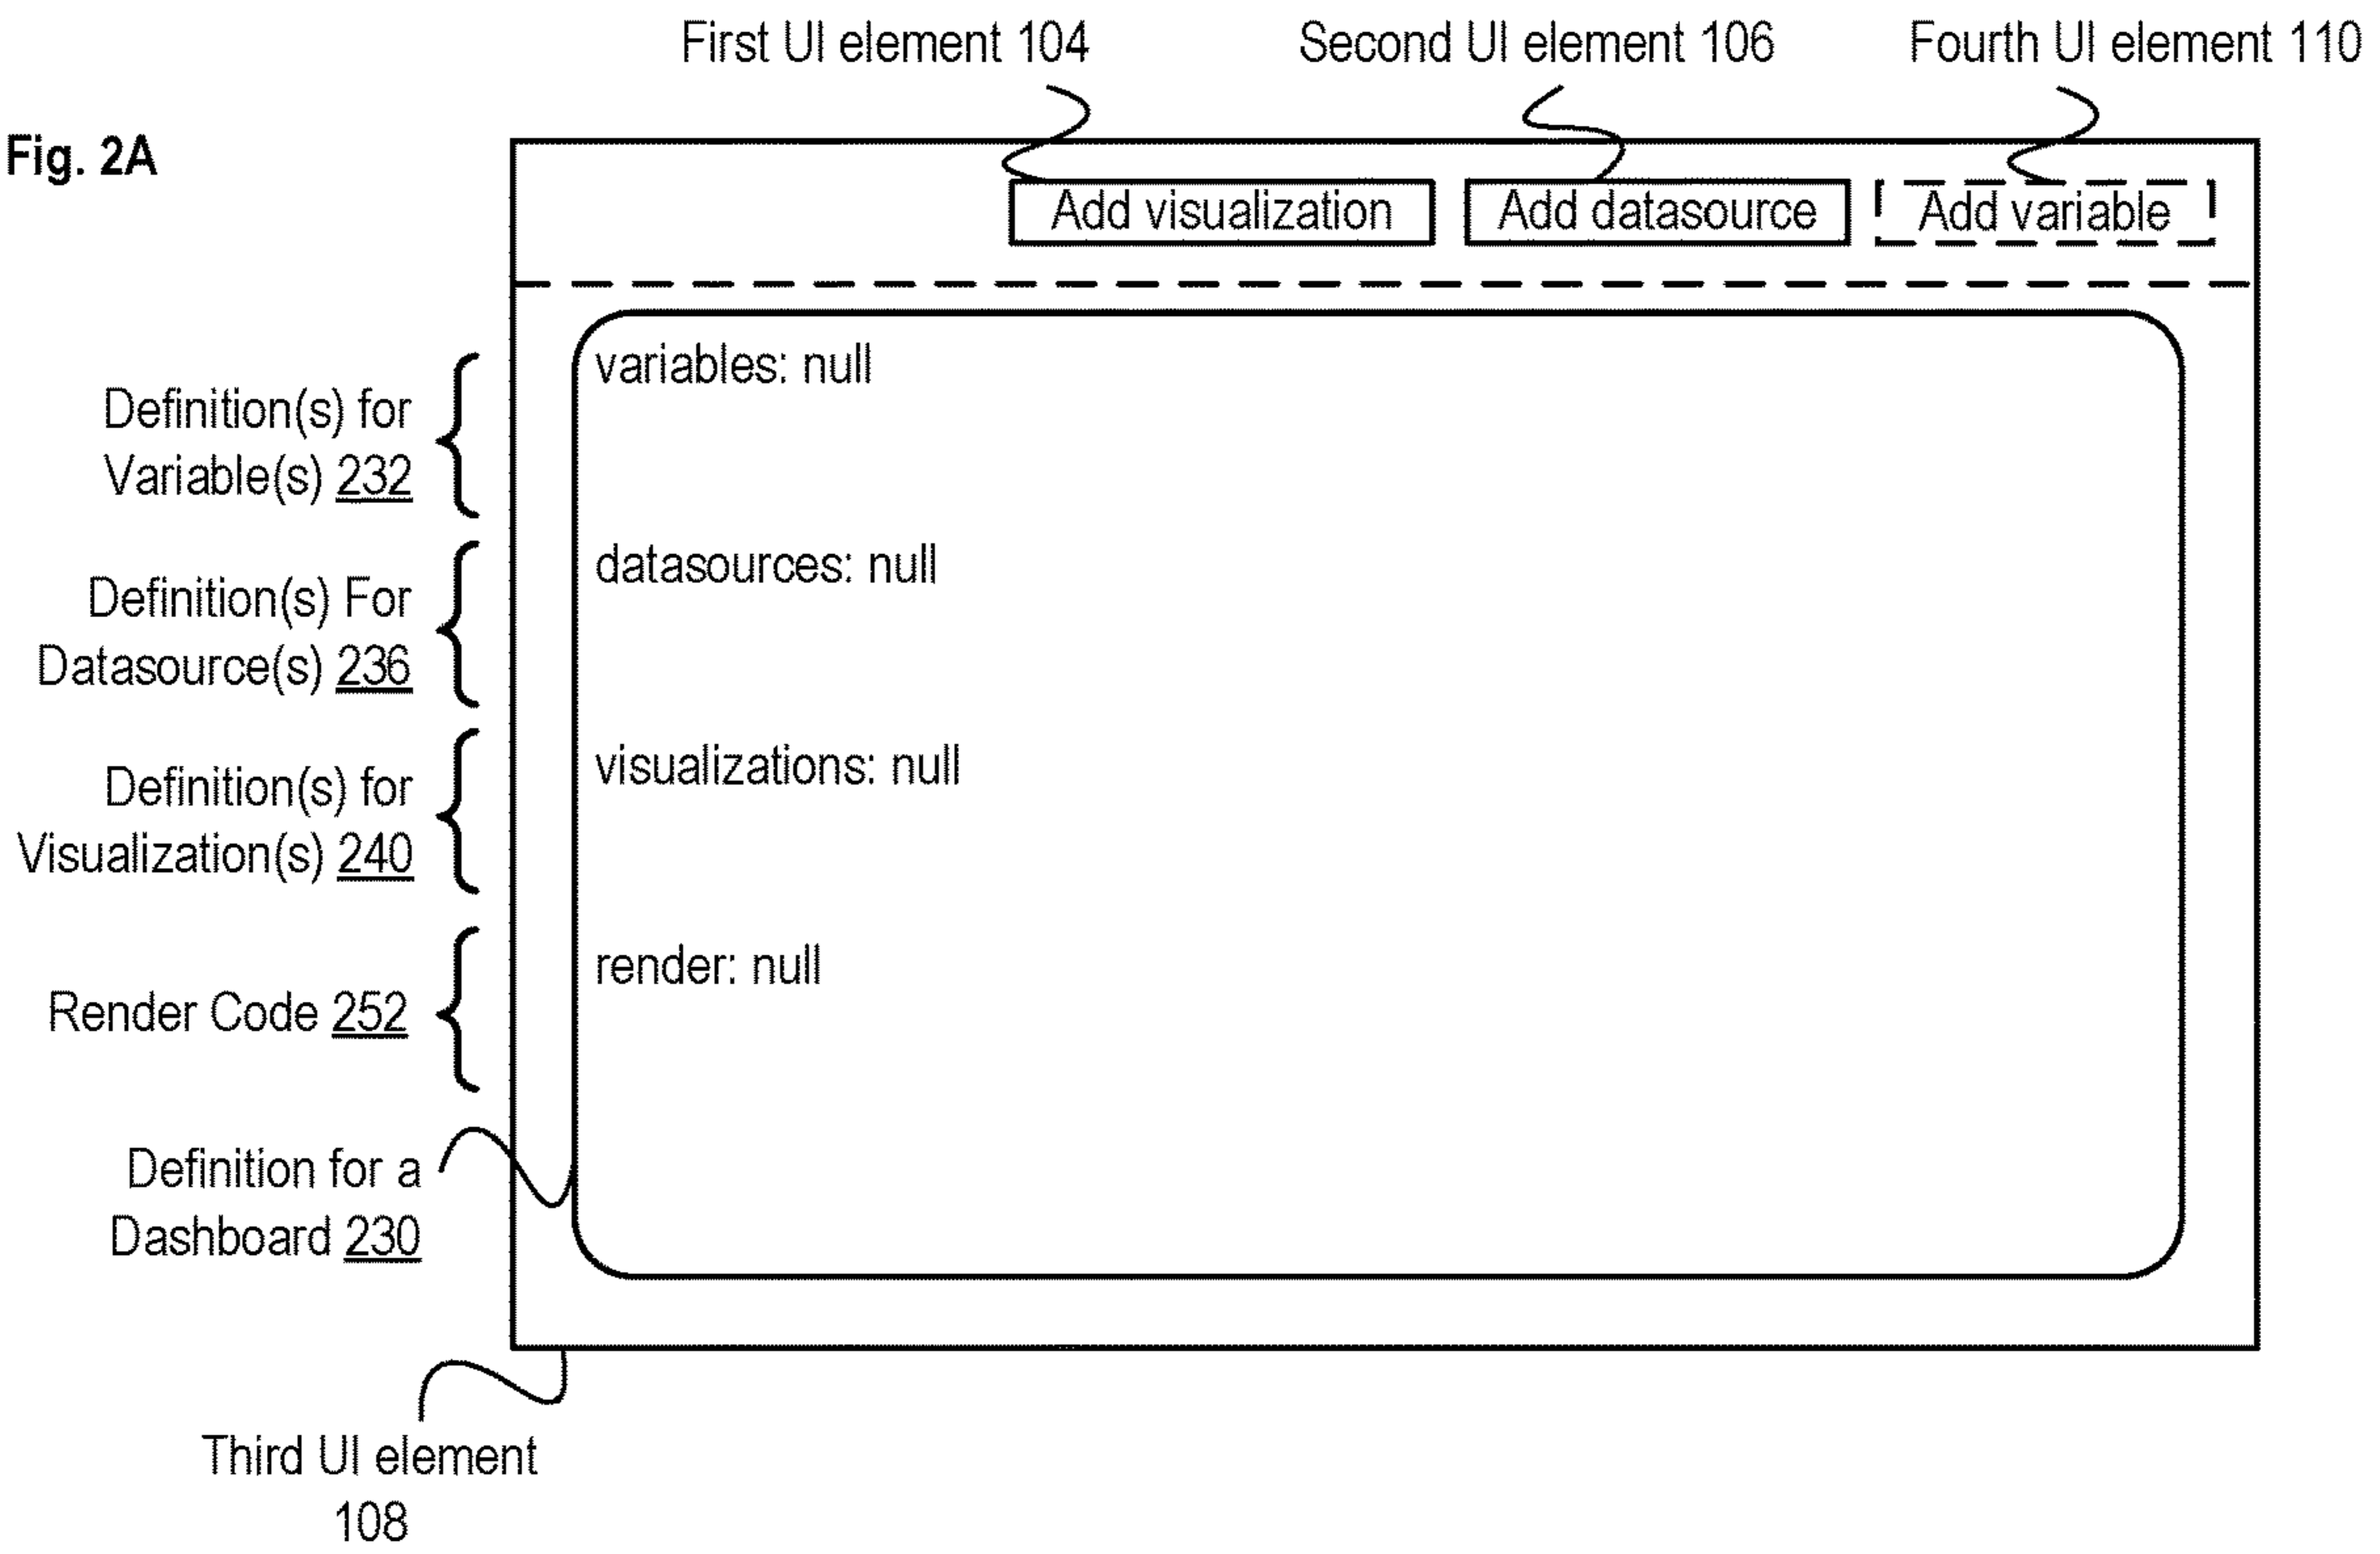 First UI element 104
Second UI element 106
Fourth UI element 110
Fig. 2A
Add visualization
Add datasource
Add variable
variables: null
Definition(s) for
Variable(s) 232
datasources: null
Definition(s) For
Datasource(s) 236
visualizations: null
Definition(s) for
Visualization(s) 240
render: null
Render Code 252
Definition for a
Dashboard 230
Third UI element
108